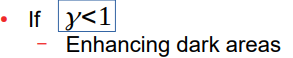 • If γ<1
– Enhancing dark areas